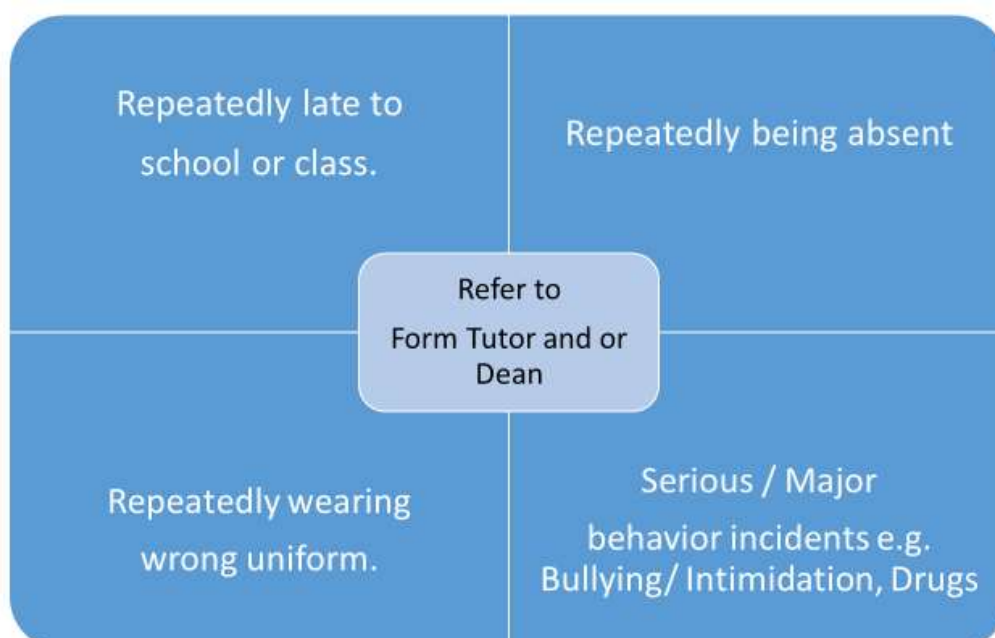 Repeatedly late to
school or class.
Repeatedly being absent
Refer to
Form Tutor and or
Dean
Repeatedly wearing
wrong uniform.
Serious / Major
behavior incidents e.g.
Bullying/ Intimidation, Drugs